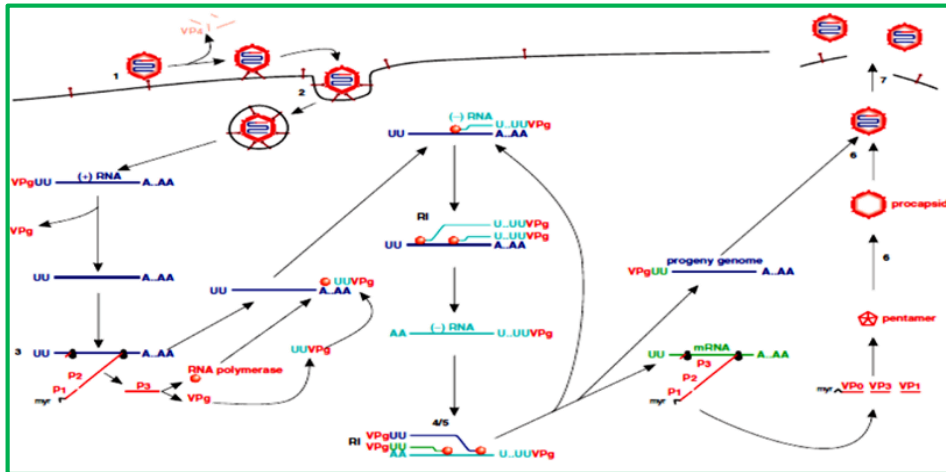 VP4
1
2
(−) RNA
U..UUVPg
UU
A..AA
7
6
VPgUU
(+) RNA
A..AA
VPg
RI
U..UUVPg
U..UUVPg
UU
A..AA
procapsid
UU
A..AA
UUVPg
UU
A..AA
progeny genome
VPgUU
A..AA
6
AA
(−) RNA
U..UUVPg
pentamer
3
UU
A..AA
UUVPg
mRNA
UU
A..AA
P3
P2
P1
myr
P3
RNA polymerase
VPg
P2
P1
myr
VP0 VP3 VP1
myr
4/5
RI
VPgUU
VPgUU
AA
U..UUVPg